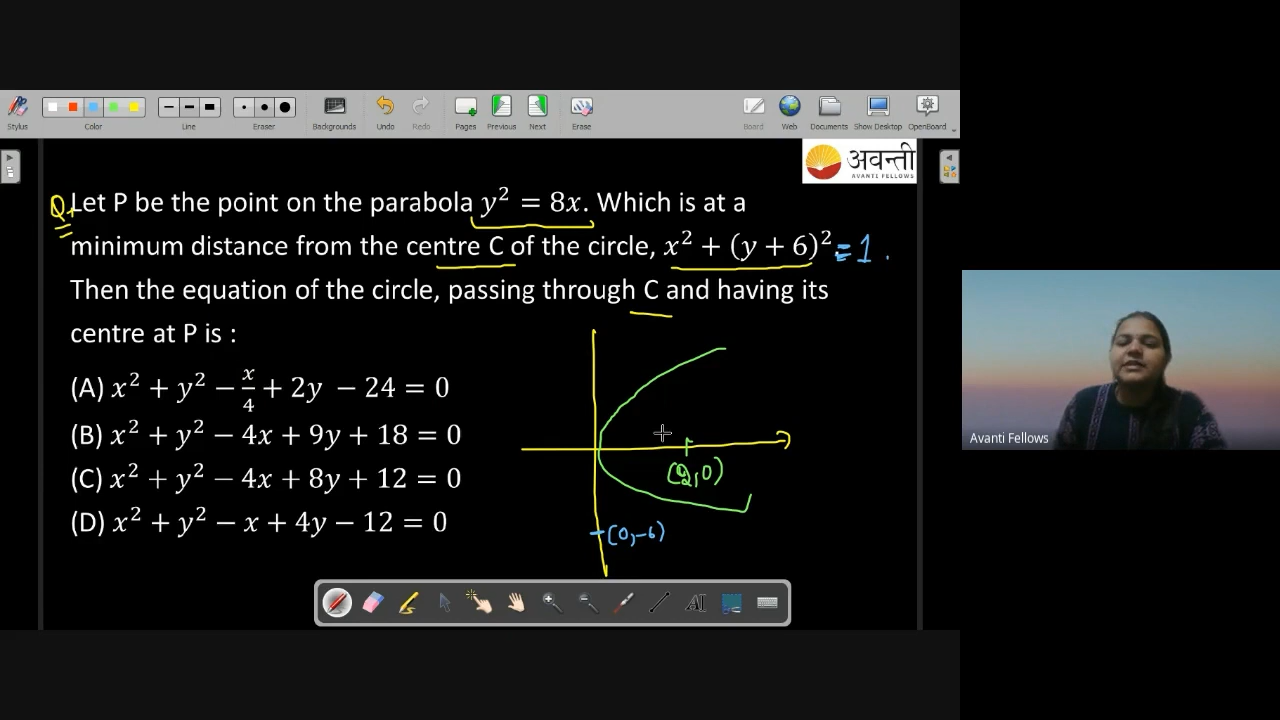 Stylus
Color
Line
Eraser
Backgrounds
Undo
Redo
Pages
Previous
Next
Erase
Board
Web
Documents
Show Desktop
OpenBoard
अवन्ती
AVANTI FELLOWS
Q. Let P be the point on the parabola y² = 8x. Which is at a
minimum distance from the centre C of the circle, x² + (y + 6)² = 1.
Then the equation of the circle, passing through C and having its
centre at P is :
(A) x² + y² − x/4 + 2y − 24 = 0
(B) x² + y² − 4x + 9y + 18 = 0
(C) x² + y² − 4x + 8y + 12 = 0
(D) x² + y² − x + 4y − 12 = 0
(2,0)
(0,-6)
AI
Avanti Fellows